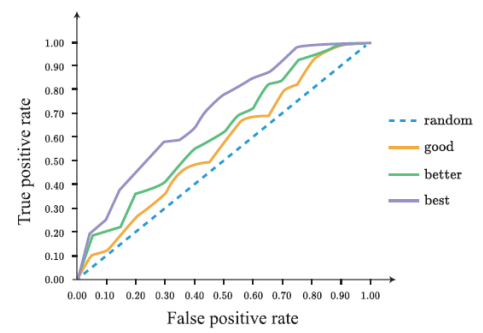 1.00
0.90
0.80
0.70
0.60
0.50
0.40
0.30
0.20
0.10
0.00
True positive rate
0.00 0.10 0.20 0.30 0.40 0.50 0.60 0.70 0.80 0.90 1.00
False positive rate
random
good
better
best